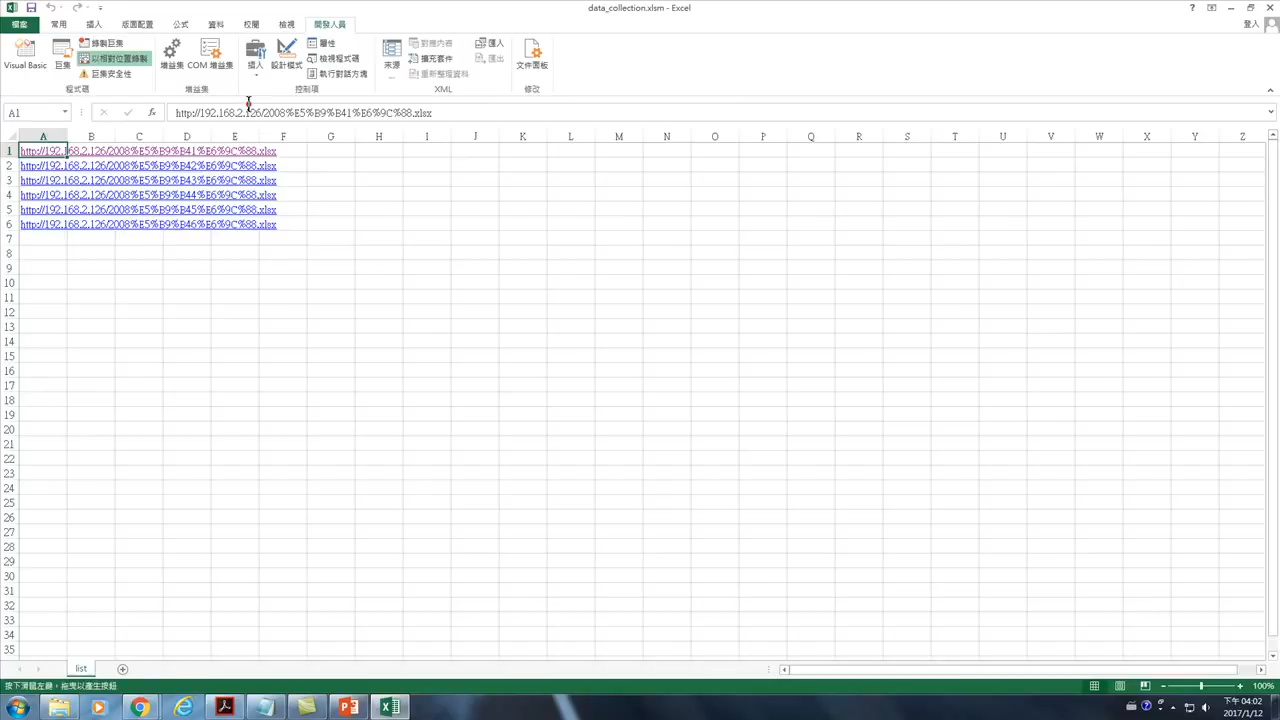 data_collection.xlsm - Excel
檔案 常用 插入 版面配置 公式 資料 校閱 檢視 開發人員 登入
Visual Basic 巨集 錄製巨集 以相對位置錄製 巨集安全性 程式碼
增益集 COM 增益集 增益集
插入 設計模式 屬性 檢視程式碼 執行對話方塊 控制項
來源 對應內容 擴充套件 重新整理資料 匯入 匯出 XML
文件面板 修改
A1 fx http://192.168.2.126/2008%E5%B9%B41%E6%9C%88.xlsx
A B C D E F G H I J K L M N O P Q R S T U V W X Y Z
1 http://192.168.2.126/2008%E5%B9%B41%E6%9C%88.xlsx
2 http://192.168.2.126/2008%E5%B9%B42%E6%9C%88.xlsx
3 http://192.168.2.126/2008%E5%B9%B43%E6%9C%88.xlsx
4 http://192.168.2.126/2008%E5%B9%B44%E6%9C%88.xlsx
5 http://192.168.2.126/2008%E5%B9%B45%E6%9C%88.xlsx
6 http://192.168.2.126/2008%E5%B9%B46%E6%9C%88.xlsx
7
8
9
10
11
12
13
14
15
16
17
18
19
20
21
22
23
24
25
26
27
28
29
30
31
32
33
34
35
list
按下滑鼠左鍵，拖曳以產生按鈕 100%
下午 04:02
2017/1/12